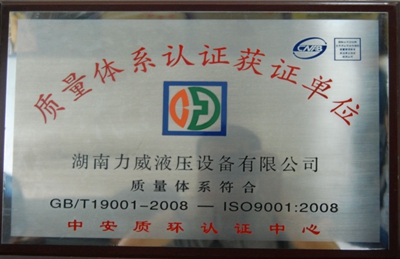 质量体系认证获证单位
湖南力威液压设备有限公司
质量体系符合
GB/T19001-2008 — ISO9001:2008
中安质环认证中心